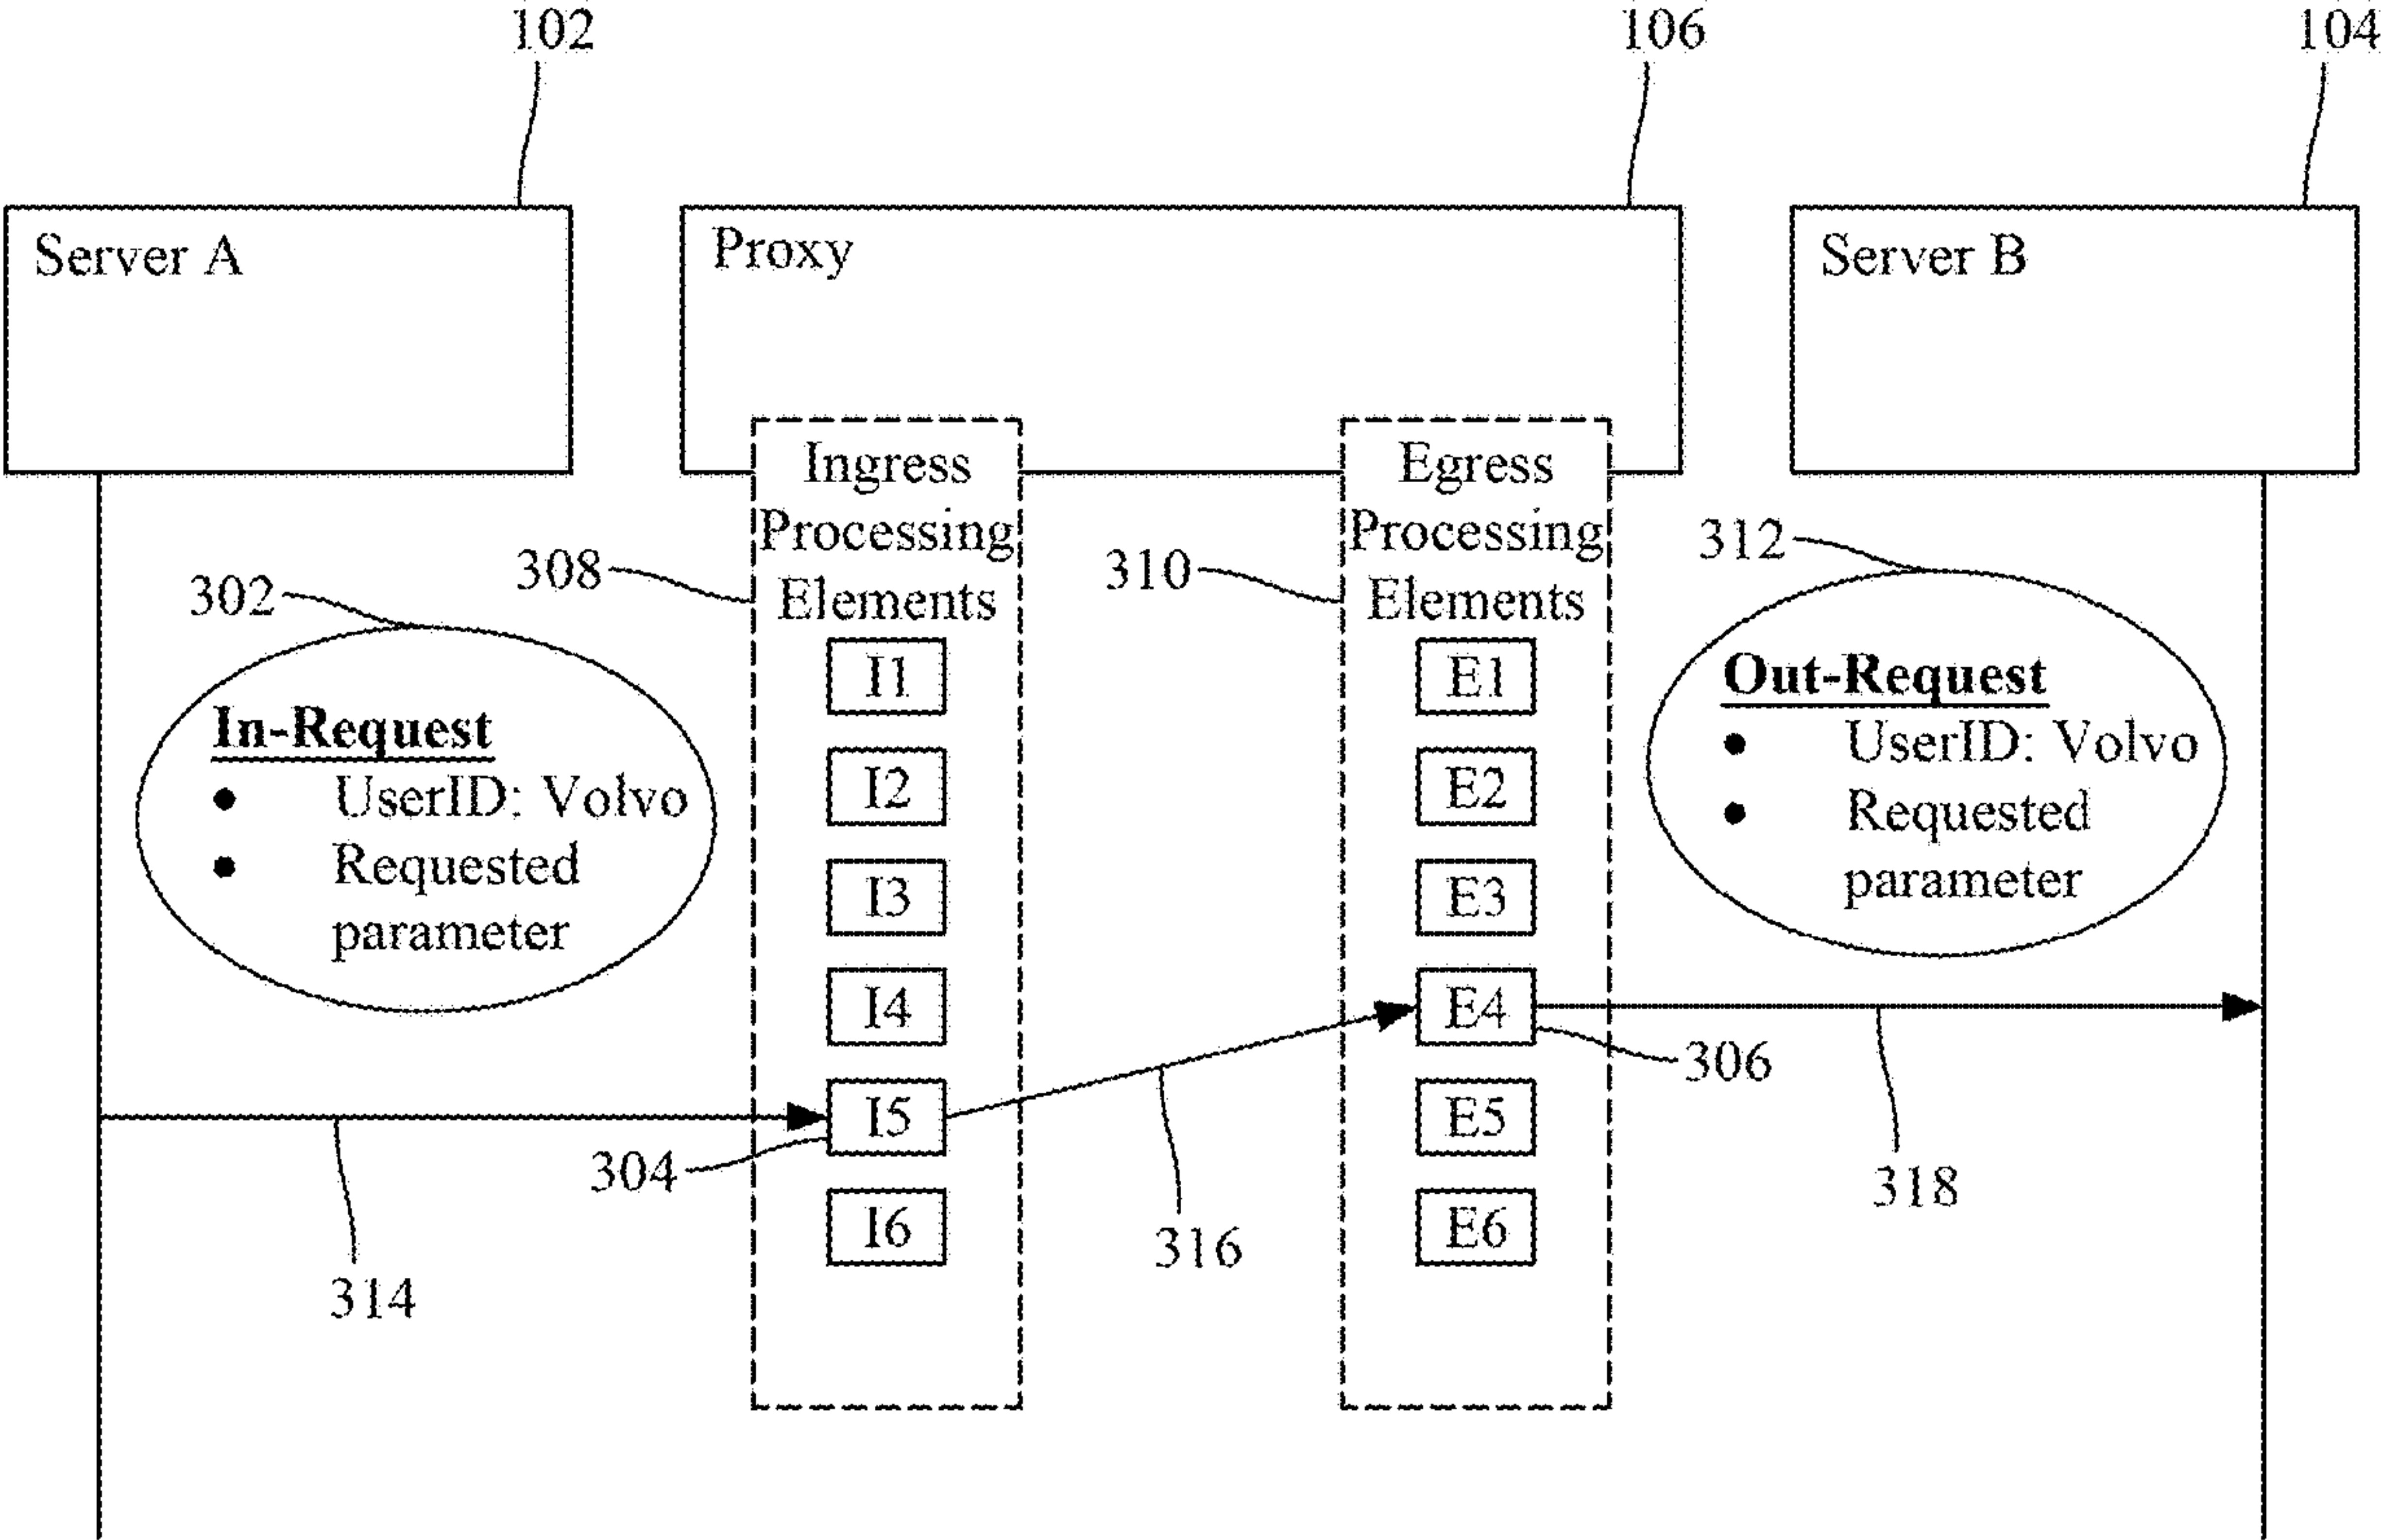 102
106
104
Server A
Proxy
Server B
Ingress
Processing
Elements
Egress
Processing
Elements
308
310
312
302
In-Request
• UserID: Volvo
• Requested
parameter
Out-Request
• UserID: Volvo
• Requested
parameter
I1
I2
I3
I4
I5
I6
E1
E2
E3
E4
E5
E6
306
304
314
316
318